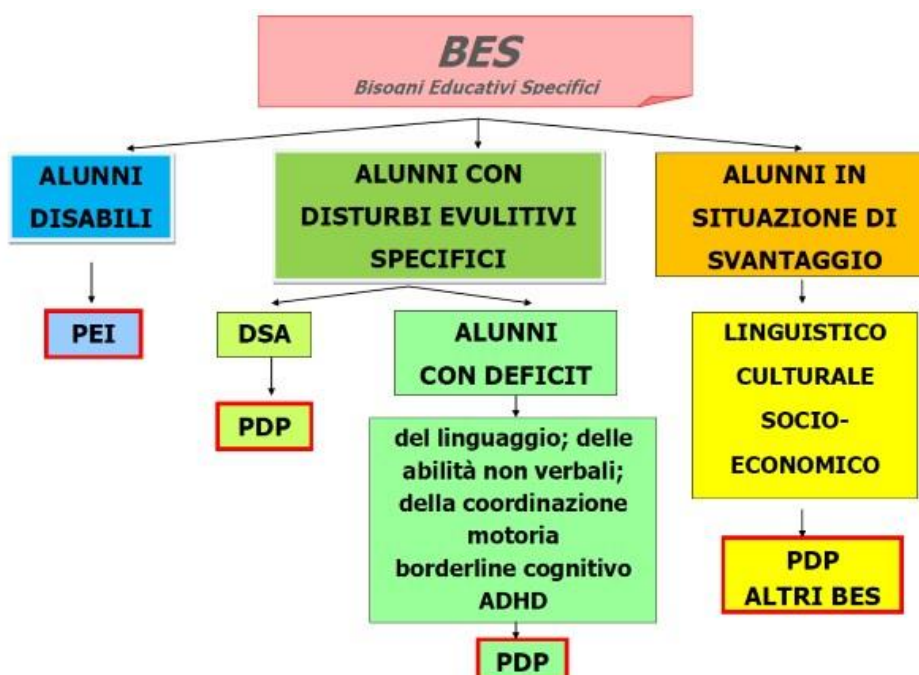 BES
Bisogni Educativi Specifici
ALUNNI
DISABILI
PEI
ALUNNI CON
DISTURBI EVULITIVI
SPECIFICI
DSA
PDP
ALUNNI
CON DEFICIT
del linguaggio; delle
abilità non verbali;
della coordinazione
motoria
borderline cognitivo
ADHD
PDP
ALUNNI IN
SITUAZIONE DI
SVANTAGGIO
LINGUISTICO
CULTURALE
SOCIO-
ECONOMICO
PDP
ALTRI BES